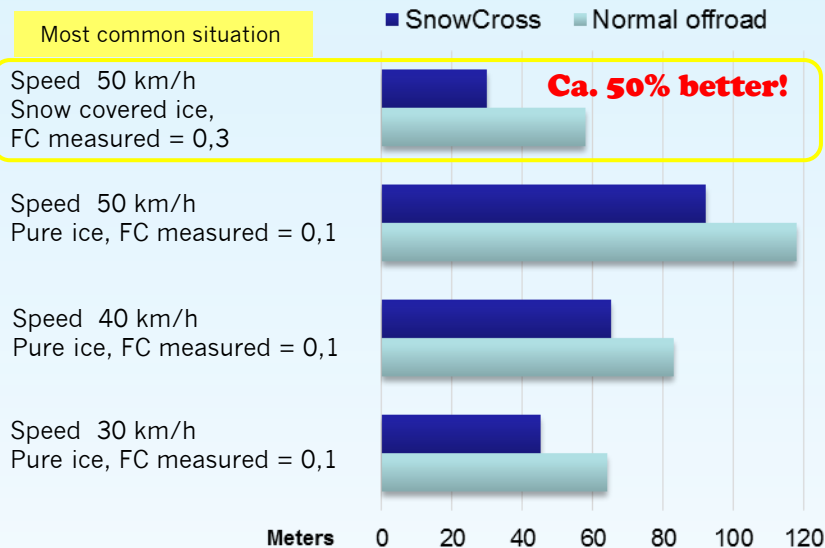 SnowCross Normal offroad
Most common situation
Speed 50 km/h
Snow covered ice,
FC measured = 0,3
Ca. 50% better!
Speed 50 km/h
Pure ice, FC measured = 0,1
Speed 40 km/h
Pure ice, FC measured = 0,1
Speed 30 km/h
Pure ice, FC measured = 0,1
Meters 0 20 40 60 80 100 120